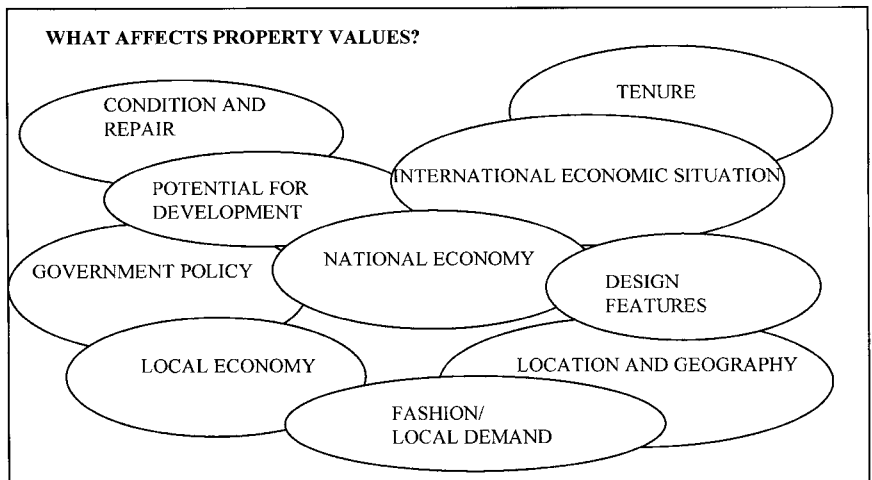 WHAT AFFECTS PROPERTY VALUES?
CONDITION AND
REPAIR
TENURE
INTERNATIONAL ECONOMIC SITUATION
POTENTIAL FOR
DEVELOPMENT
GOVERNMENT POLICY
NATIONAL ECONOMY
DESIGN
FEATURES
LOCAL ECONOMY
LOCATION AND GEOGRAPHY
FASHION/
LOCAL DEMAND